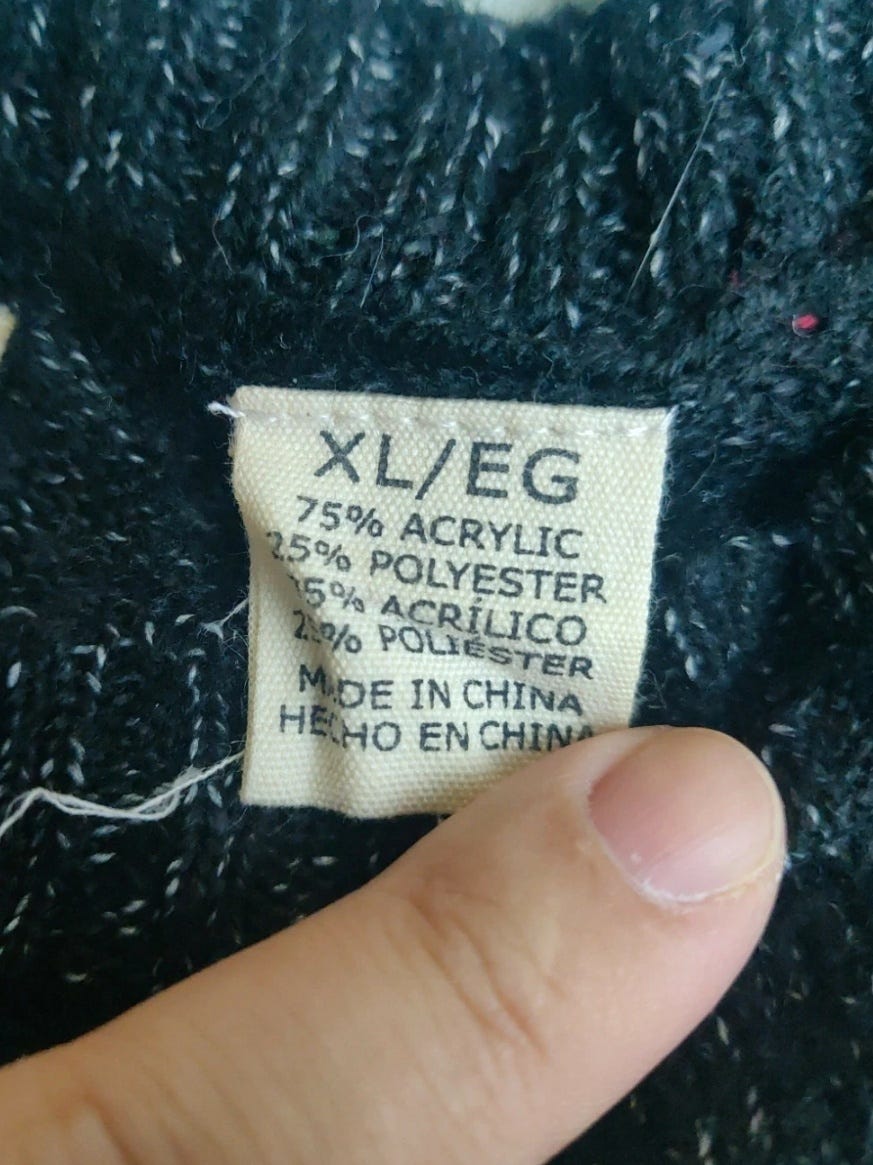 XL/EG
75% ACRYLIC
25% POLYESTER
75% ACRÍLICO
25% POLIÉSTER
MADE IN CHINA
HECHO EN CHINA